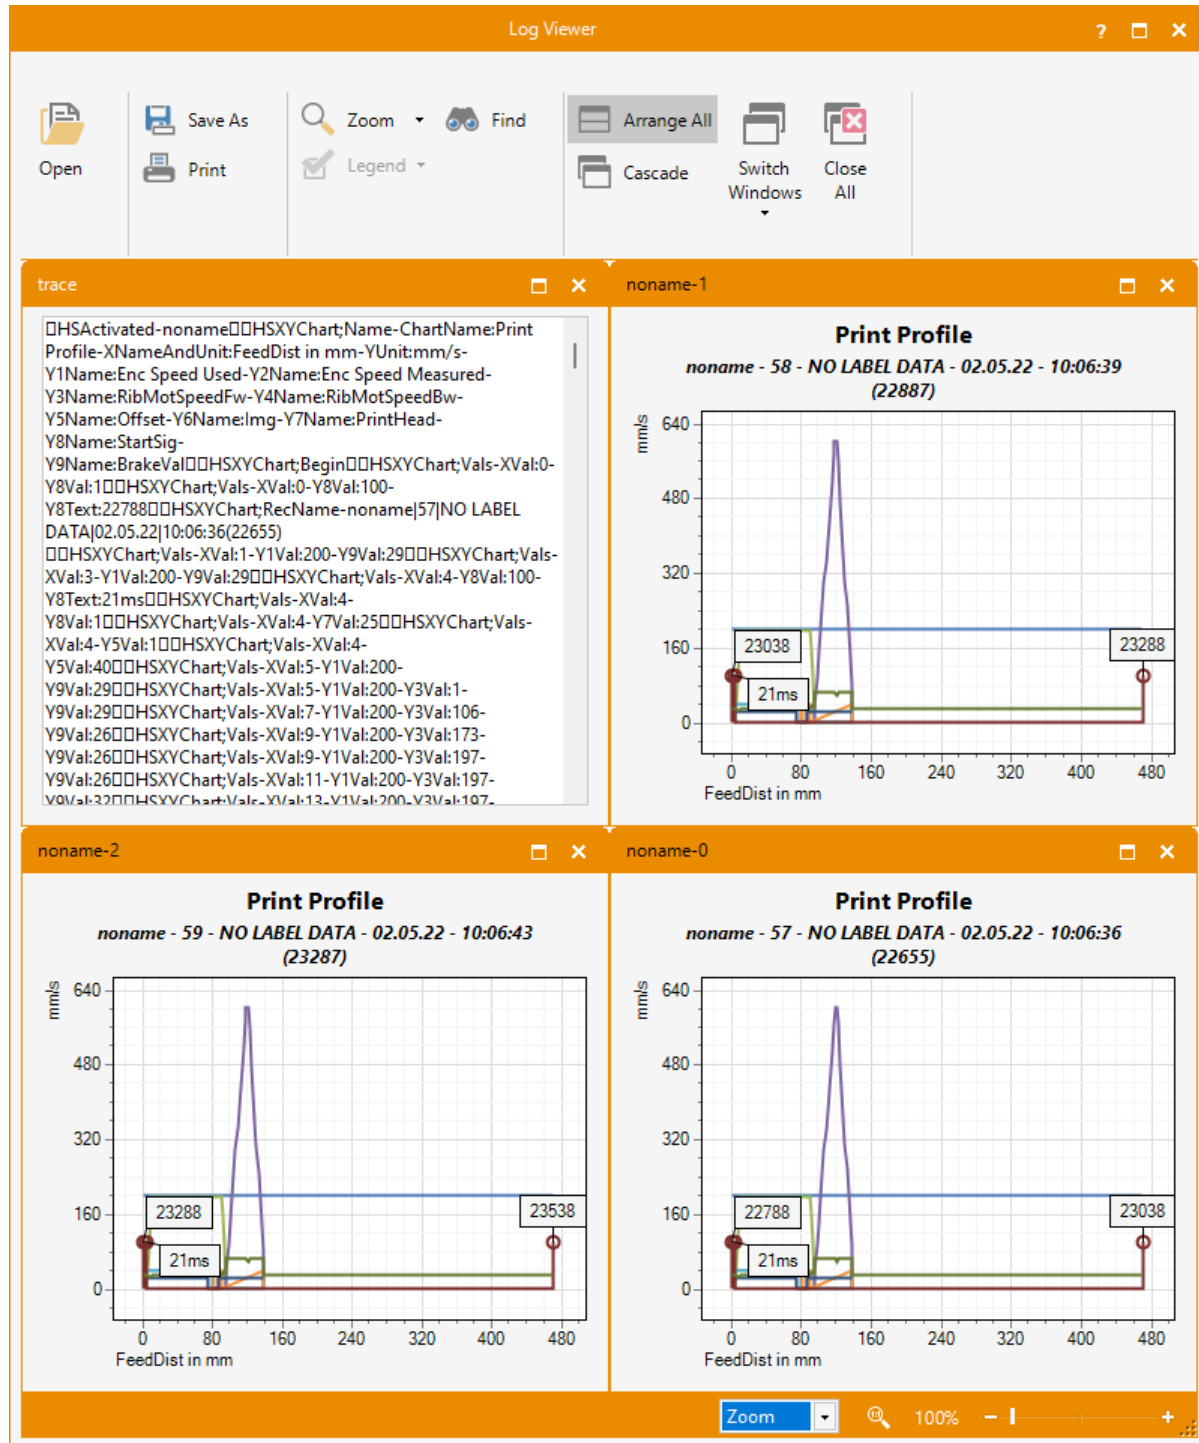 Log Viewer
?
Open
Save As
Print
Zoom
Find
Legend
Arrange All
Cascade
Switch
Windows
Close
All
trace
▯HSActivated-noname▯▯HSXYChart;Name-ChartName:Print
Profile-XNameAndUnit:FeedDist in mm-YUnit:mm/s-
Y1Name:Enc Speed Used-Y2Name:Enc Speed Measured-
Y3Name:RibMotSpeedFw-Y4Name:RibMotSpeedBw-
Y5Name:Offset-Y6Name:Img-Y7Name:PrintHead-
Y8Name:StartSig-
Y9Name:BrakeVal▯▯HSXYChart;Begin▯▯HSXYChart;Vals-XVal:0-
Y8Val:1▯▯HSXYChart;Vals-XVal:0-Y8Val:100-
Y8Text:22788▯▯HSXYChart;RecName-noname|57|NO LABEL
DATA|02.05.22|10:06:36(22655)
▯▯HSXYChart;Vals-XVal:1-Y1Val:200-Y9Val:29▯▯HSXYChart;Vals-
XVal:3-Y1Val:200-Y9Val:29▯▯HSXYChart;Vals-XVal:4-Y8Val:100-
Y8Text:21ms▯▯HSXYChart;Vals-XVal:4-
Y8Val:1▯▯HSXYChart;Vals-XVal:4-Y7Val:25▯▯HSXYChart;Vals-
XVal:4-Y5Val:1▯▯HSXYChart;Vals-XVal:4-
Y5Val:40▯▯HSXYChart;Vals-XVal:5-Y1Val:200-
Y9Val:29▯▯HSXYChart;Vals-XVal:5-Y1Val:200-Y3Val:1-
Y9Val:29▯▯HSXYChart;Vals-XVal:7-Y1Val:200-Y3Val:106-
Y9Val:26▯▯HSXYChart;Vals-XVal:9-Y1Val:200-Y3Val:173-
Y9Val:26▯▯HSXYChart;Vals-XVal:9-Y1Val:200-Y3Val:197-
Y9Val:26▯▯HSXYChart;Vals-XVal:11-Y1Val:200-Y3Val:197-
Y9Val:32▯▯HSXYChart;Vals-XVal:13-Y1Val:200-Y3Val:197-
noname-1
Print Profile
noname - 58 - NO LABEL DATA - 02.05.22 - 10:06:39
(22887)
mm/s
640
480
320
160
0
23038
21ms
23288
0 80 160 240 320 400 480
FeedDist in mm
noname-2
Print Profile
noname - 59 - NO LABEL DATA - 02.05.22 - 10:06:43
(23287)
mm/s
640
480
320
160
0
23288
21ms
23538
0 80 160 240 320 400 480
FeedDist in mm
noname-0
Print Profile
noname - 57 - NO LABEL DATA - 02.05.22 - 10:06:36
(22655)
mm/s
640
480
320
160
0
22788
21ms
23038
0 80 160 240 320 400 480
FeedDist in mm
Zoom
1:1
100%